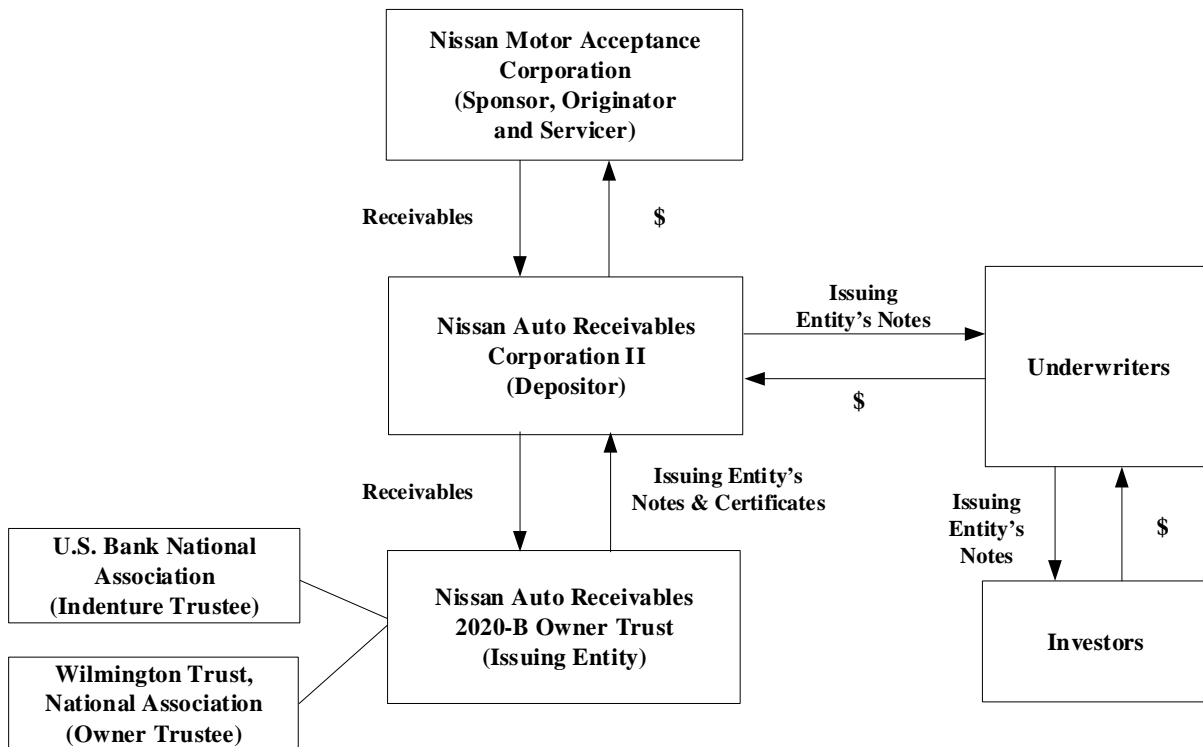 Nissan Motor Acceptance
Corporation
(Sponsor, Originator
and Servicer)
Receivables
$
Nissan Auto Receivables
Corporation II
(Depositor)
Issuing
Entity's Notes
$
Underwriters
Receivables
Issuing Entity's
Notes & Certificates
Issuing
Entity's
Notes
$
U.S. Bank National
Association
(Indenture Trustee)
Nissan Auto Receivables
2020-B Owner Trust
(Issuing Entity)
Investors
Wilmington Trust,
National Association
(Owner Trustee)